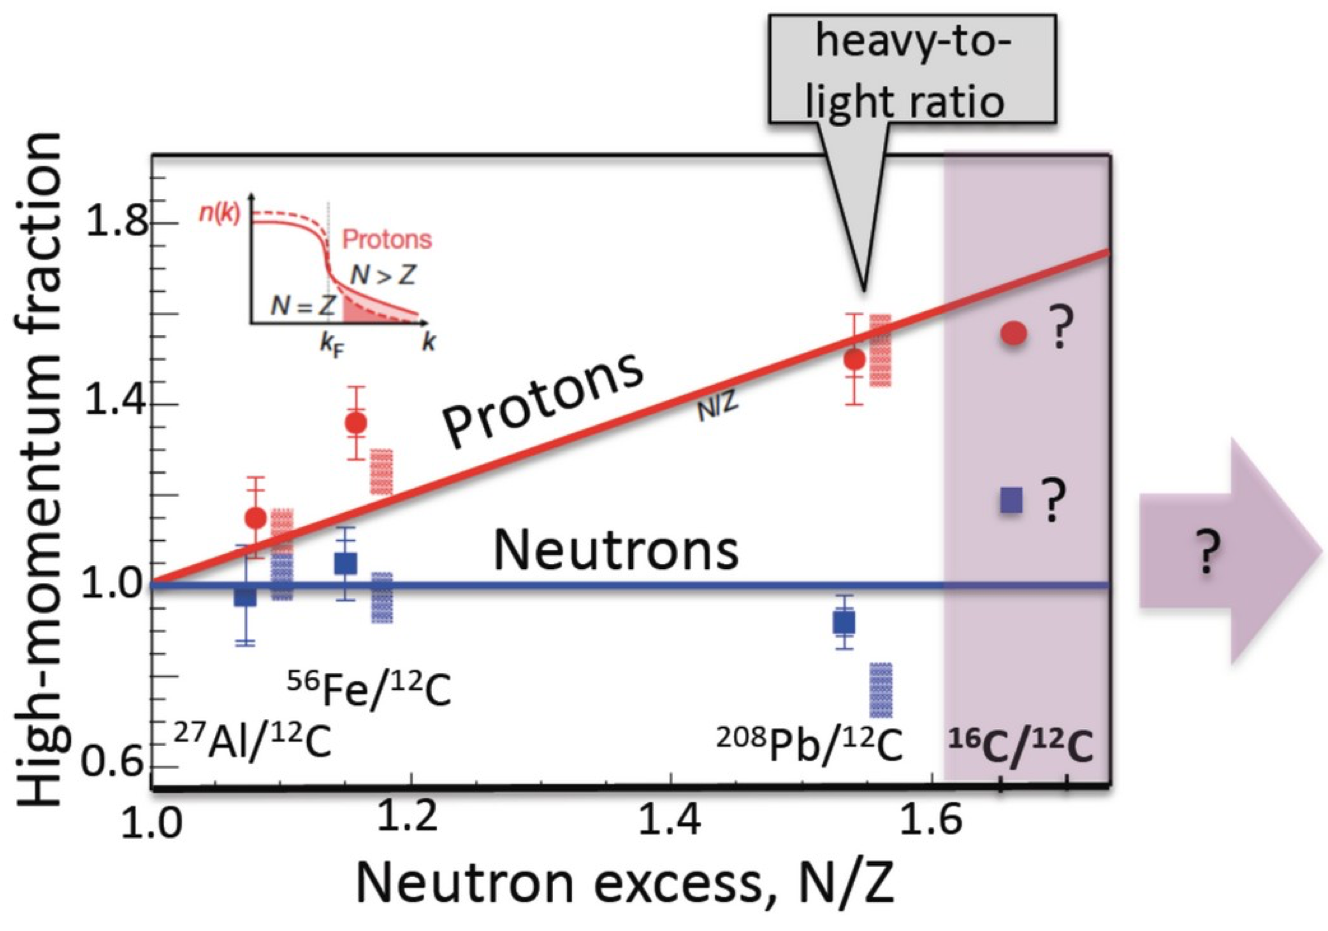 heavy-to-
light ratio
High-momentum fraction
1.8
1.4
1.0
0.6
n(k)
Protons
N > Z
N = Z
kF
k
Protons
N/Z
Neutrons
?
?
?
⁵⁶Fe/¹²C
²⁷Al/¹²C
²⁰⁸Pb/¹²C
¹⁶C/¹²C
1.0
1.2
1.4
1.6
Neutron excess, N/Z